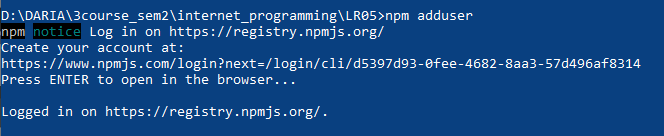 D:\DARIA\3course_sem2\internet_programming\LR05>npm adduser
npm notice Log in on https://registry.npmjs.org/
Create your account at:
https://www.npmjs.com/login?next=/login/cli/d5397d93-0fee-4682-8aa3-57d496af8314
Press ENTER to open in the browser...
Logged in on https://registry.npmjs.org/.